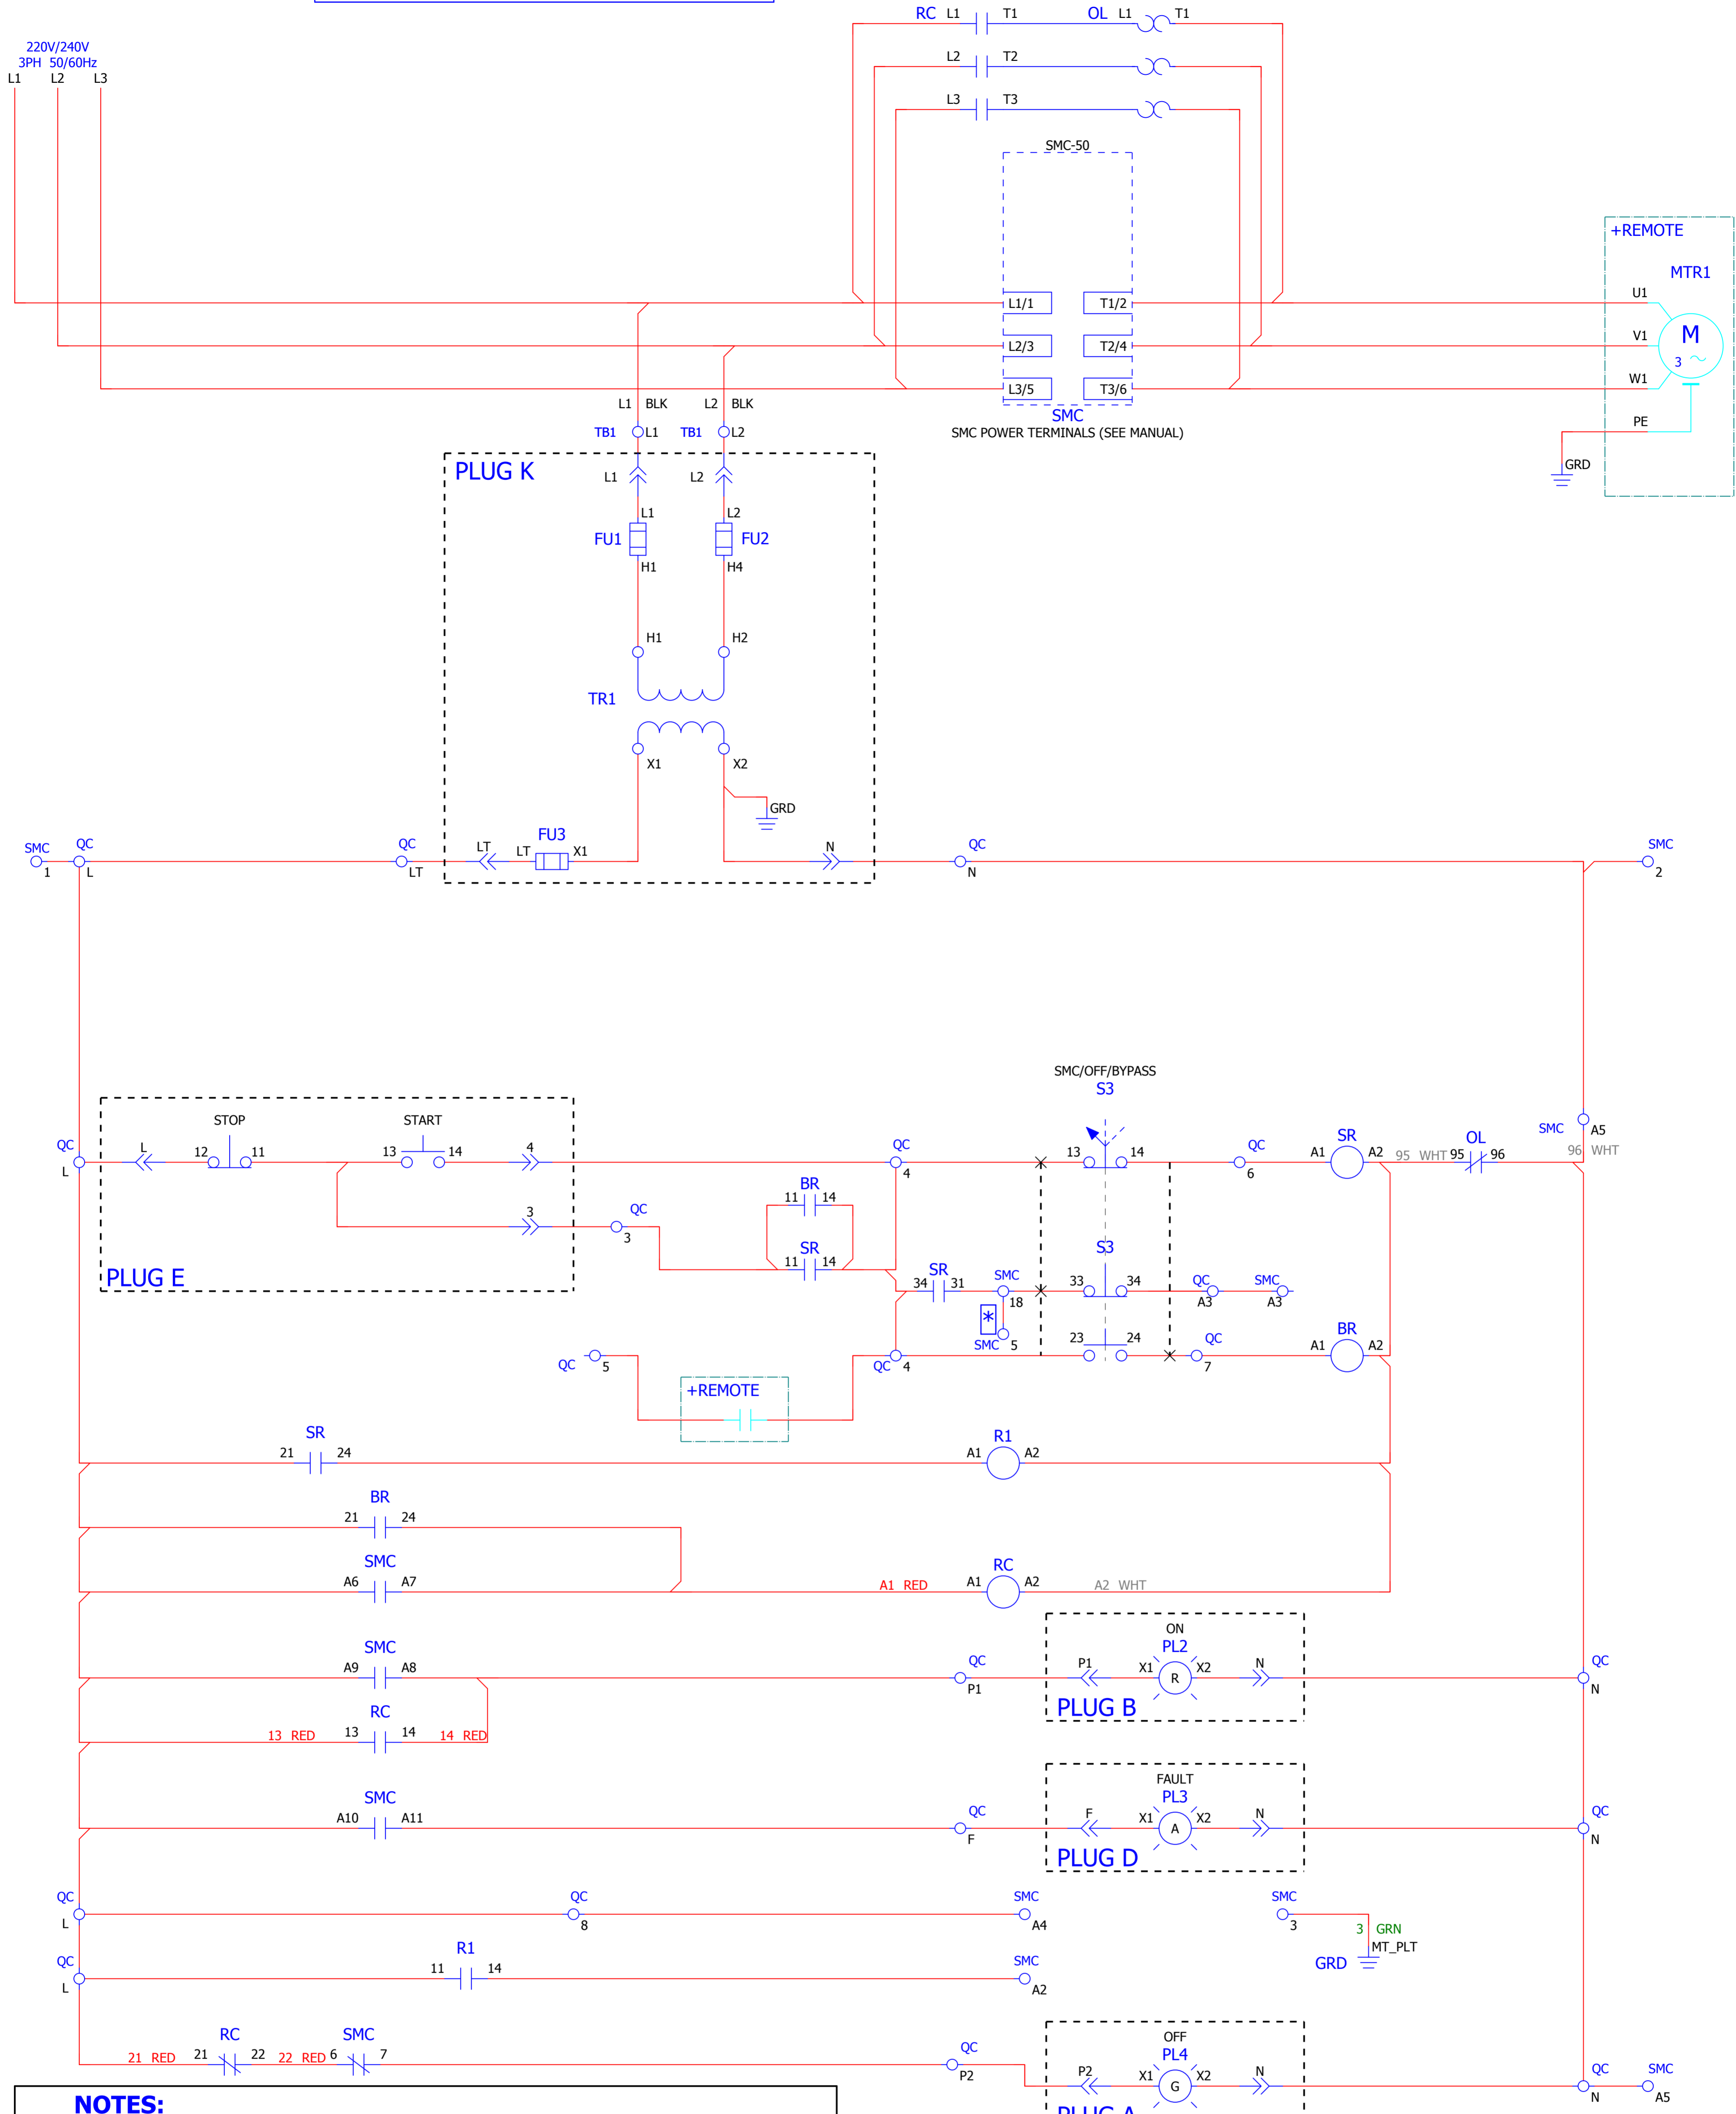 RC L1 T1 OL L1 T1
220V/240V
3PH 50/60Hz
L1 L2 L3
L2 T2
L3 T3
SMC-50
+REMOTE
MTR1
L1/1 T1/2 U1
M
3
L2/3 T2/4 V1
L3/5 T3/6 W1
L1 BLK L2 BLK
SMC
SMC POWER TERMINALS (SEE MANUAL)
PE
TB1 L1 TB1 L2
GRD
PLUG K
L1 L2
L1 L2
FU1 FU2
H1 H4
H1 H2
TR1
X1 X2
GRD
FU3
SMC QC QC LT LT X1 N QC SMC
1 L LT N 2
SMC/OFF/BYPASS
S3
STOP START
SMC A5
QC L 12 11 13 14 4 QC 13 14 QC SR OL
L 4 6 A1 A2 95 WHT 95 96 96 WHT
BR
11 14
3 QC
3
SR
11 14
S3
PLUG E
SR
34 31 SMC 33 34 QC SMC
18 A3 A3
*
SMC 5 23 24 QC BR
QC 5 QC 4 7 A1 A2
+REMOTE
SR R1
21 24 A1 A2
BR
21 24
SMC RC
A6 A7 A1 RED A1 A2 A2 WHT
ON
SMC PL2
A9 A8 QC P1 X1 R X2 N QC
P1 N
PLUG B
RC
13 RED 13 14 14 RED
FAULT
SMC PL3
A10 A11 QC F X1 A X2 N QC
F N
PLUG D
QC QC SMC SMC
L 8 A4 3
3 GRN
MT_PLT
GRD
QC R1 SMC
L 11 14 A2
OFF
RC SMC PL4
21 RED 21 22 22 RED 6 7 QC P2 X1 G X2 N QC SMC
P2 N A5
NOTES:
PLUG A